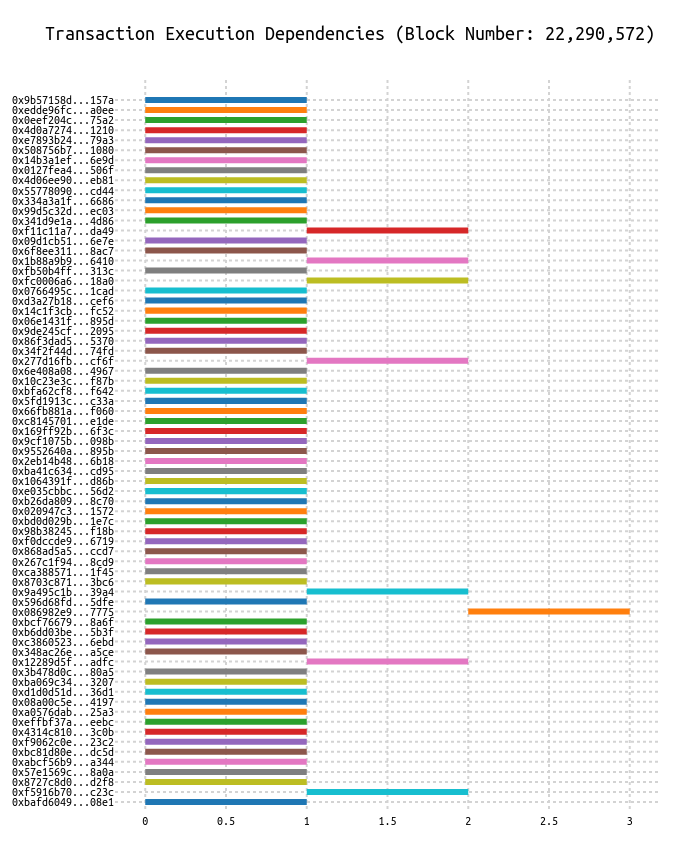 Transaction Execution Dependencies (Block Number: 22,290,572)
0x9b57158d...157a
0xedde96fc...a0ee
0x0eef204c...75a2
0x4d0a7274...1210
0xe7893b24...79a3
0x508756b7...1080
0x14b3a1ef...6e9d
0x0127fea4...506f
0x4d06ee90...eb81
0x55778090...cd44
0x334a3a1f...6686
0x99d5c32d...ec03
0x341d9e1a...4d86
0xf11c11a7...da49
0x09d1cb51...6e7e
0x6f8ee311...8ac7
0x1b88a9b9...6410
0xfb50b4ff...313c
0xfc0006a6...18a0
0x0766495c...1cad
0xd3a27b18...cef6
0x14c1f3cb...fc52
0x06e1431f...895d
0x9de245cf...2095
0x86f3dad5...5370
0x34f2f44d...74fd
0x277d16fb...cf6f
0x6e408a08...4967
0x10c23e3c...f87b
0xbfa62cf8...f642
0x5fd1913c...c33a
0x66fb881a...f060
0xc8145701...e1de
0x169ff92b...6f3c
0x9cf1075b...098b
0x9552640a...895b
0x2eb14b48...6b18
0xba41c634...cd95
0x1064391f...d86b
0xe035cbbc...56d2
0xb26da809...8c70
0x020947c3...1572
0xbd0d029b...1e7c
0x98b38245...f18b
0xf0dccde9...6719
0x868ad5a5...ccd7
0x267c1f94...8cd9
0xca388571...1f45
0x8703c871...3bc6
0x9a495c1b...39a4
0x596d68fd...5dfe
0x086982e9...7775
0xbcf76679...8a6f
0xb6dd03be...5b3f
0xc3860523...6ebd
0x348ac26e...a5ce
0x12289d5f...adfc
0x3b478d0c...80a5
0xba069c34...3207
0xd1d0d51d...36d1
0x08a00c5e...4197
0xa0576dab...25a3
0xeffbf37a...eebc
0x4314c810...3c0b
0xf9062c0e...23c2
0xbc81d80e...dc5d
0xabcf56b9...a344
0x57e1569c...8a0a
0x8727c8d0...d2f8
0xf5916b70...c23c
0xbafd6049...08e1
0 0.5 1 1.5 2 2.5 3